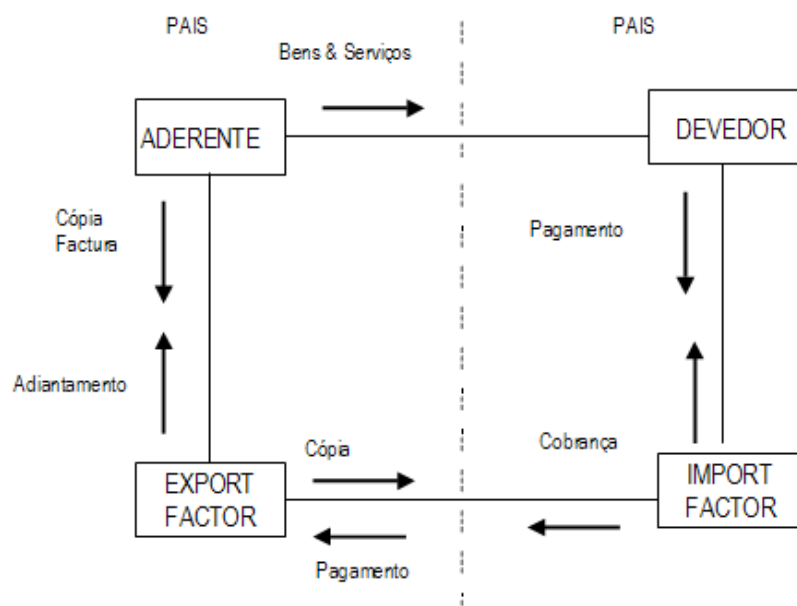 PAIS
PAIS
Bens & Serviços
ADERENTE
DEVEDOR
Cópia
Factura
Pagamento
Adiantamento
Cópia
Cobrança
EXPORT
FACTOR
IMPORT
FACTOR
Pagamento